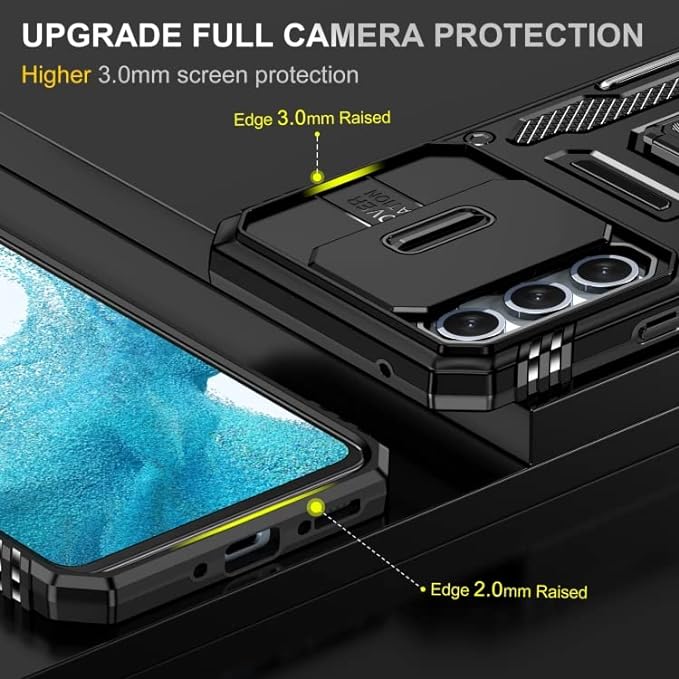 UPGRADE FULL CAMERA PROTECTION
Higher 3.0mm screen protection
Edge 3.0mm Raised
Edge 2.0mm Raised